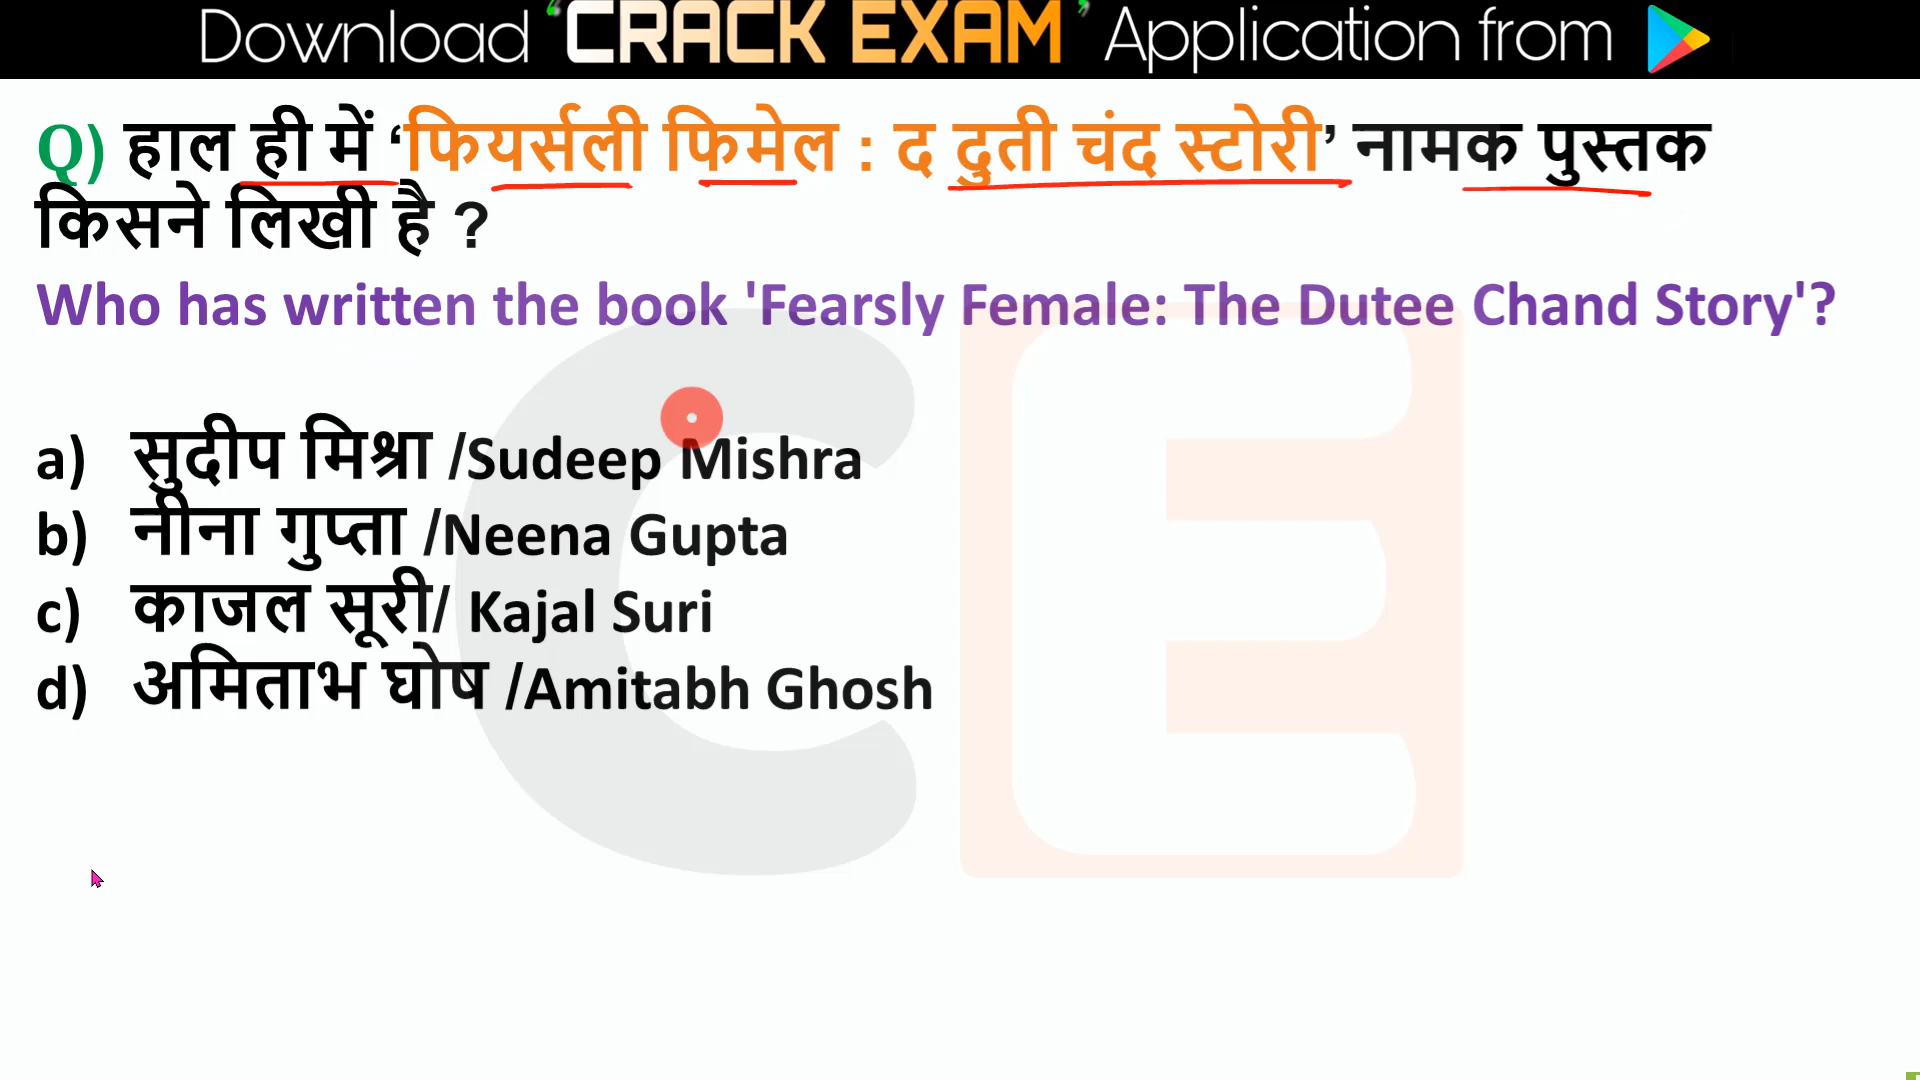 Download ‘CRACK EXAM’ Application from
Q) हाल ही में ‘फियर्सली फिमेल : द दुती चंद स्टोरी’ नामक पुस्तक
किसने लिखी है ?
Who has written the book 'Fearsly Female: The Dutee Chand Story'?
a) सुदीप मिश्रा /Sudeep Mishra
b) नीना गुप्ता /Neena Gupta
c) काजल सूरी/ Kajal Suri
d) अमिताभ घोष /Amitabh Ghosh
CE